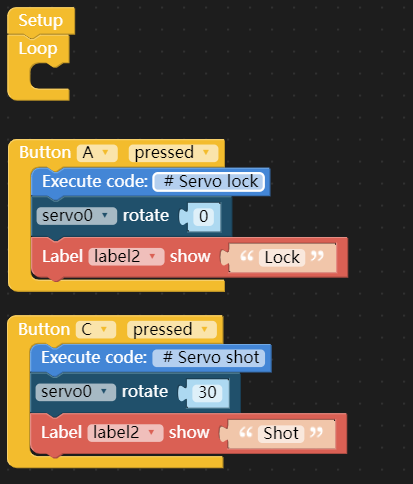 Setup
Loop
Button A pressed
Execute code: # Servo lock
servo0 rotate 0
Label label2 show “ Lock ”
Button C pressed
Execute code: # Servo shot
servo0 rotate 30
Label label2 show “ Shot ”